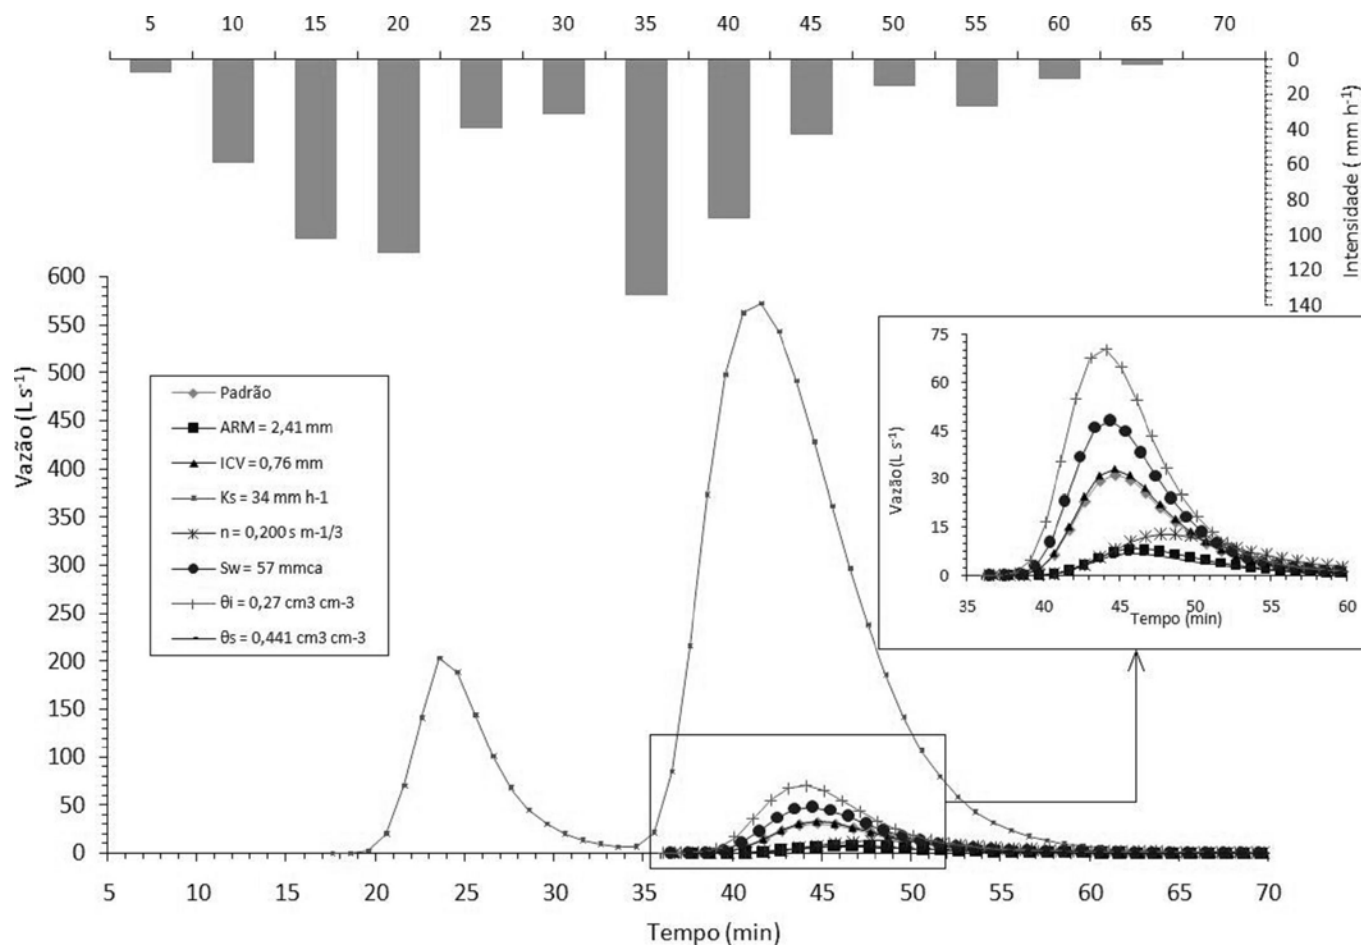 5 10 15 20 25 30 35 40 45 50 55 60 65 70
0
20
40
60
80
100
120
140
Intensidade ( mm h-1)
600
550
500
450
400
350
300
250
200
150
100
50
0
Vazão (L s-1)
Padrão
ARM = 2,41 mm
ICV = 0,76 mm
Ks = 34 mm h-1
n = 0,200 s m-1/3
Sw = 57 mmca
θi = 0,27 cm3 cm-3
θs = 0,441 cm3 cm-3
75
60
45
30
15
0
Vazão (L s-1)
35 40 45 50 55 60
Tempo (min)
5 10 15 20 25 30 35 40 45 50 55 60 65 70
Tempo (min)